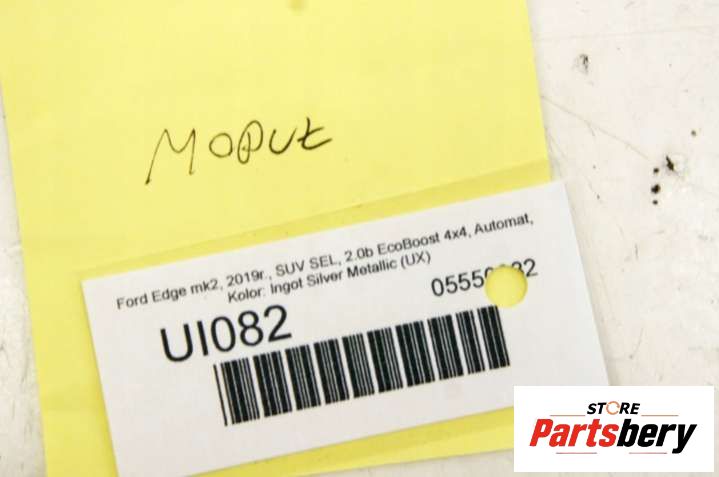 MODUŁ
Ford Edge mk2, 2019r., SUV SEL, 2.0b EcoBoost 4x4, Automat,
Kolor: Ingot Silver Metallic (UX)
UI082
STORE
Partsbery